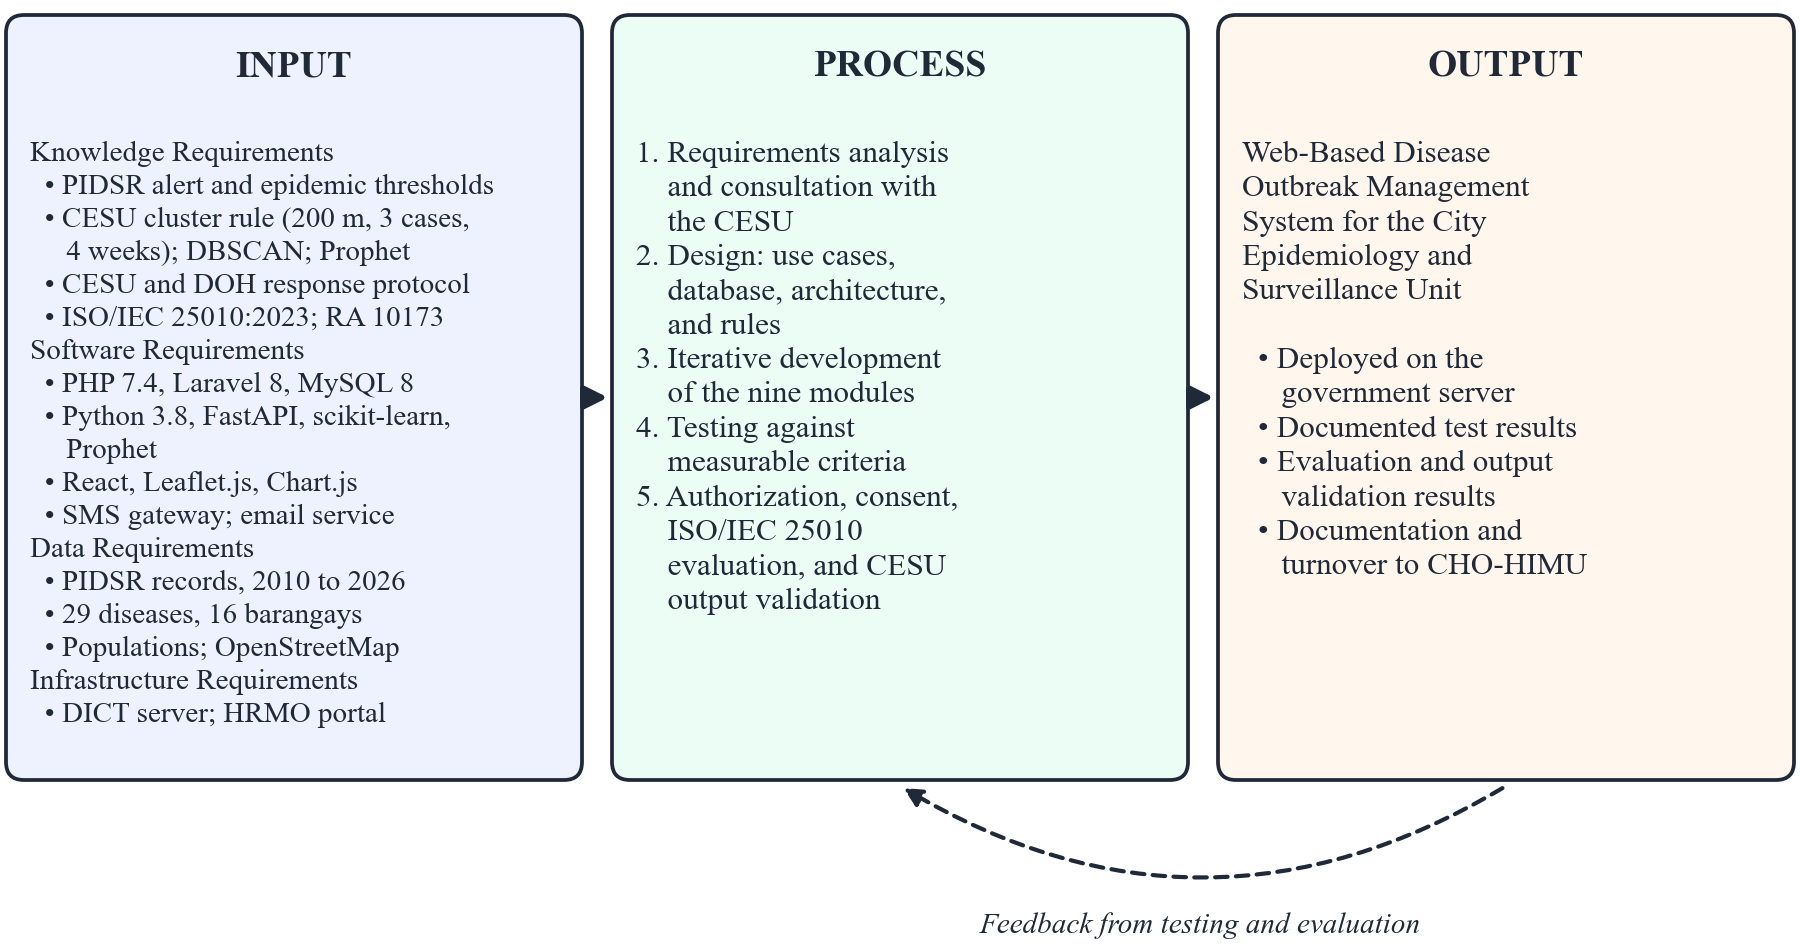 INPUT
Knowledge Requirements
• PIDSR alert and epidemic thresholds
• CESU cluster rule (200 m, 3 cases,
4 weeks); DBSCAN; Prophet
• CESU and DOH response protocol
• ISO/IEC 25010:2023; RA 10173
Software Requirements
• PHP 7.4, Laravel 8, MySQL 8
• Python 3.8, FastAPI, scikit-learn,
Prophet
• React, Leaflet.js, Chart.js
• SMS gateway; email service
Data Requirements
• PIDSR records, 2010 to 2026
• 29 diseases, 16 barangays
• Populations; OpenStreetMap
Infrastructure Requirements
• DICT server; HRMO portal
PROCESS
1. Requirements analysis
and consultation with
the CESU
2. Design: use cases,
database, architecture,
and rules
3. Iterative development
of the nine modules
4. Testing against
measurable criteria
5. Authorization, consent,
ISO/IEC 25010
evaluation, and CESU
output validation
OUTPUT
Web-Based Disease
Outbreak Management
System for the City
Epidemiology and
Surveillance Unit
• Deployed on the
government server
• Documented test results
• Evaluation and output
validation results
• Documentation and
turnover to CHO-HIMU
Feedback from testing and evaluation